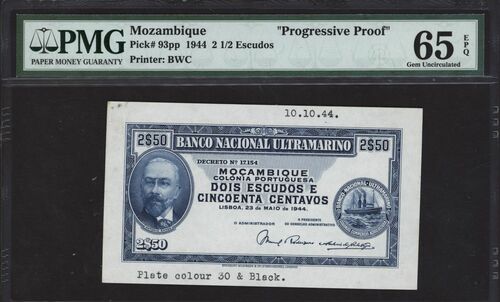 PMG
PAPER MONEY GUARANTY
Mozambique
"Progressive Proof"
Pick# 93pp 1944 2 1/2 Escudos
Printer: BWC
65
EPQ
Gem Uncirculated
10.10.44.
2$50
BANCO NACIONAL ULTRAMARINO
2$50
DECRETO Nº 17.154
MOÇAMBIQUE
COLÓNIA PORTUGUESA
DOIS ESCUDOS E
CINCOENTA CENTAVOS
LISBOA, 23 DE MAIO DE 1944.
O ADMINISTRADOR
O PRESIDENTE
DO CONSELHO ADMINISTRATIVO
2$50
Plate colour 30 & Black.